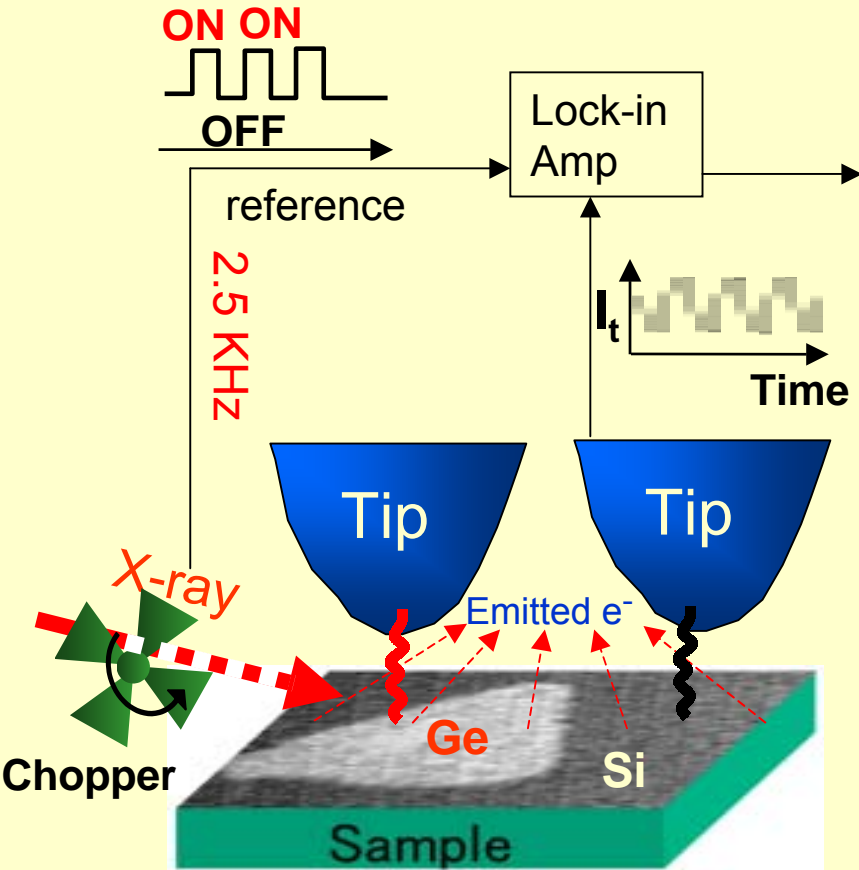 ON ON
OFF
Lock-in
Amp
reference
2.5 KHz
It
Time
Tip
Tip
X-ray
Emitted e-
Ge
Si
Chopper
Sample